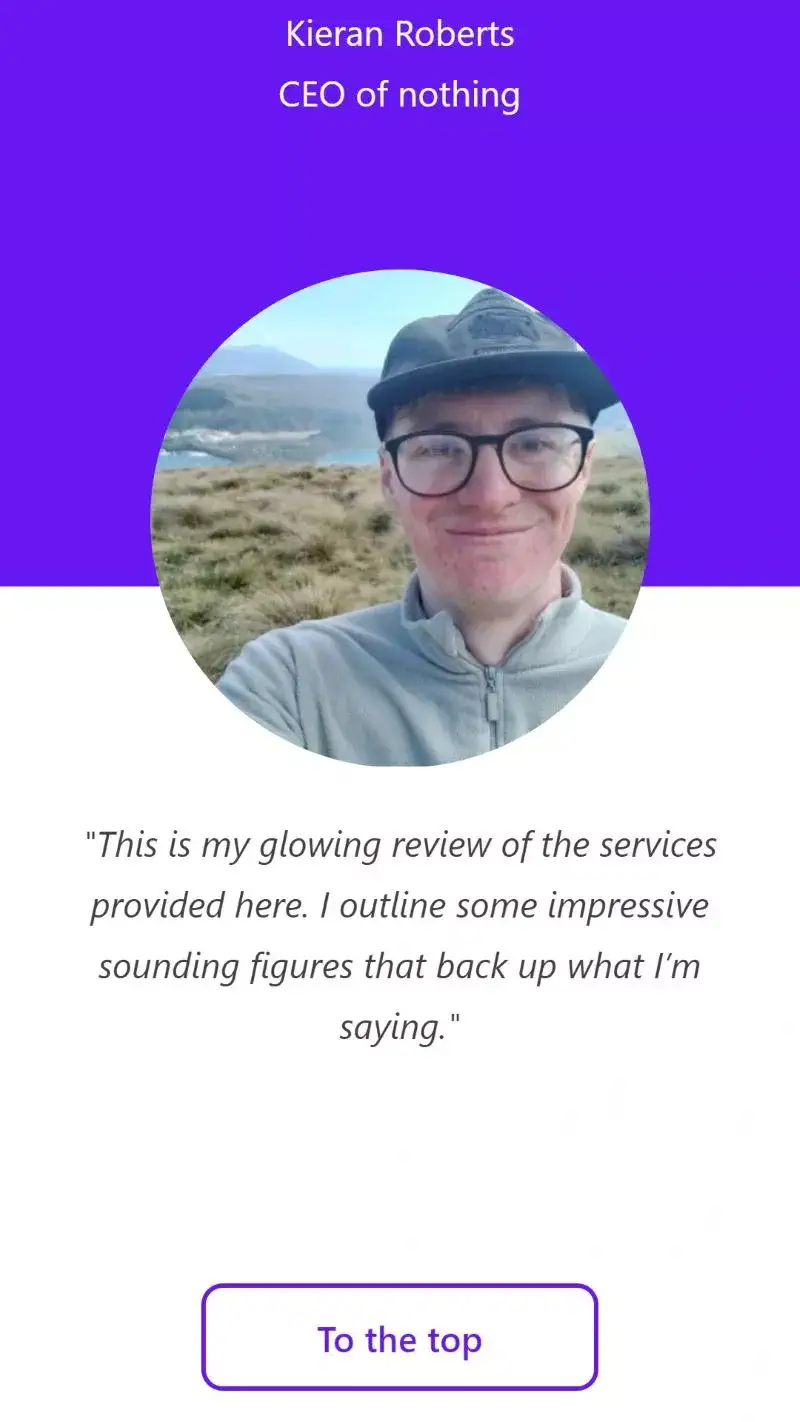 Kieran Roberts
CEO of nothing
"This is my glowing review of the services
provided here. I outline some impressive
sounding figures that back up what I’m
saying."
To the top